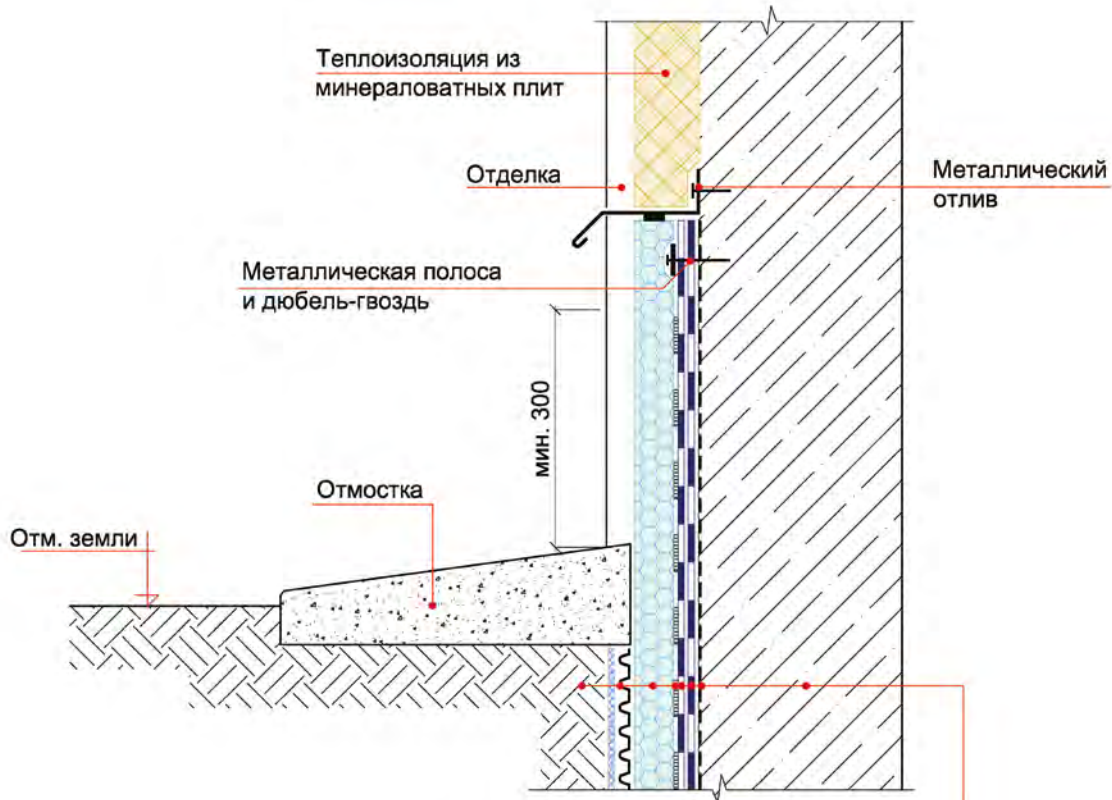 Теплоизоляция из
минераловатных плит
Отделка
Металлический
отлив
Металлическая полоса
и дюбель-гвоздь
мин. 300
Отмостка
Отм. земли